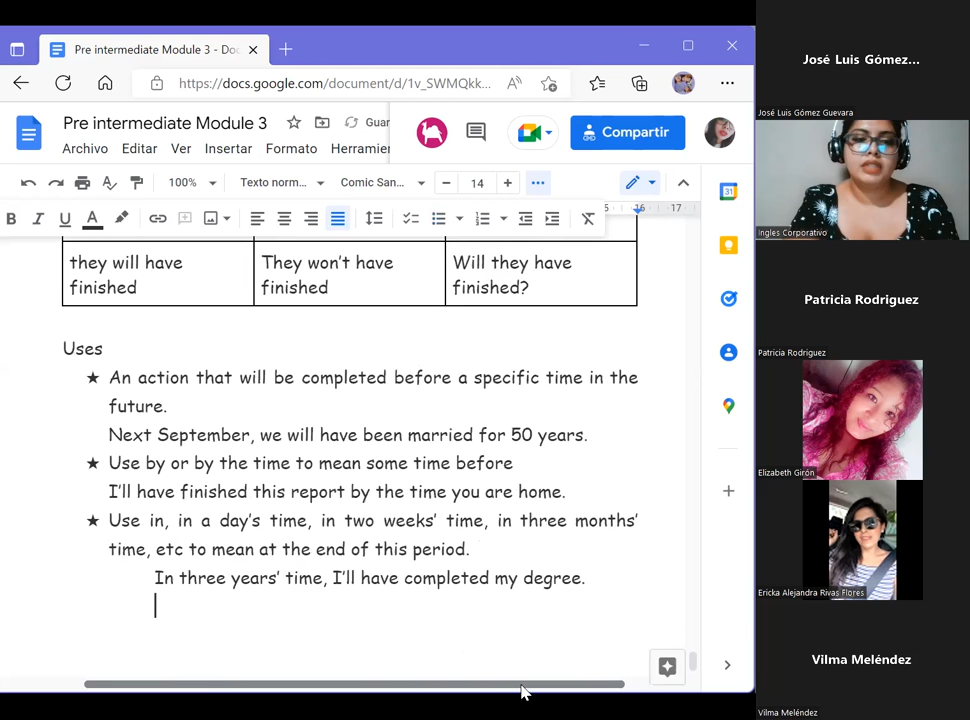 Pre intermediate Module 3 - Doc
https://docs.google.com/document/d/1v_SWMQkk...
Pre intermediate Module 3
Guar
Compartir
Archivo Editar Ver Insertar Formato Herramien
100% Texto norm... Comic San... 14
B I U A
16 17
31
they will have finished
They won't have finished
Will they have finished?
Uses
★ An action that will be completed before a specific time in the
future.
Next September, we will have been married for 50 years.
★ Use by or by the time to mean some time before
I'll have finished this report by the time you are home.
★ Use in, in a day's time, in two weeks' time, in three months'
time, etc to mean at the end of this period.
In three years' time, I'll have completed my degree.
José Luis Gómez...
José Luis Gómez Guevara
Ingles Corporativo
Patricia Rodriguez
Patricia Rodriguez
Elizabeth Girón
Ericka Alejandra Rivas Flores
Vilma Meléndez
Vilma Meléndez